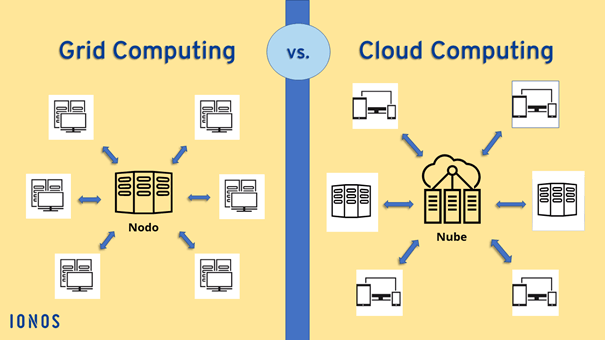 Grid Computing
vs.
Cloud Computing
Nodo
Nube
IONOS